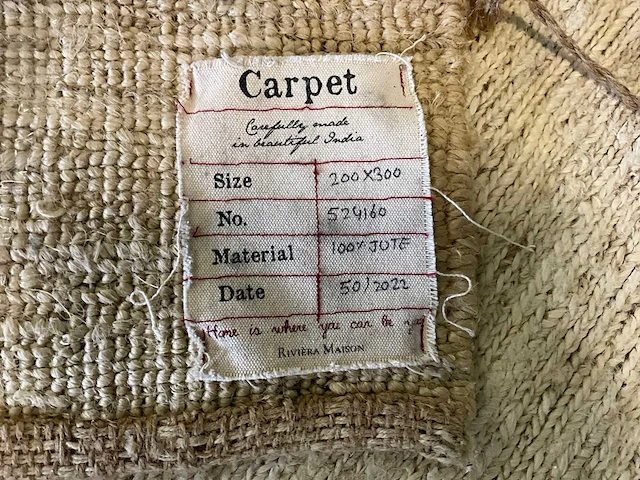 Carpet
Carefully made
in beautiful India
Size 200X300
No. 524160
Material 100% JUTE
Date 50/2022
Home is where you can be
RIVIÈRA MAISON